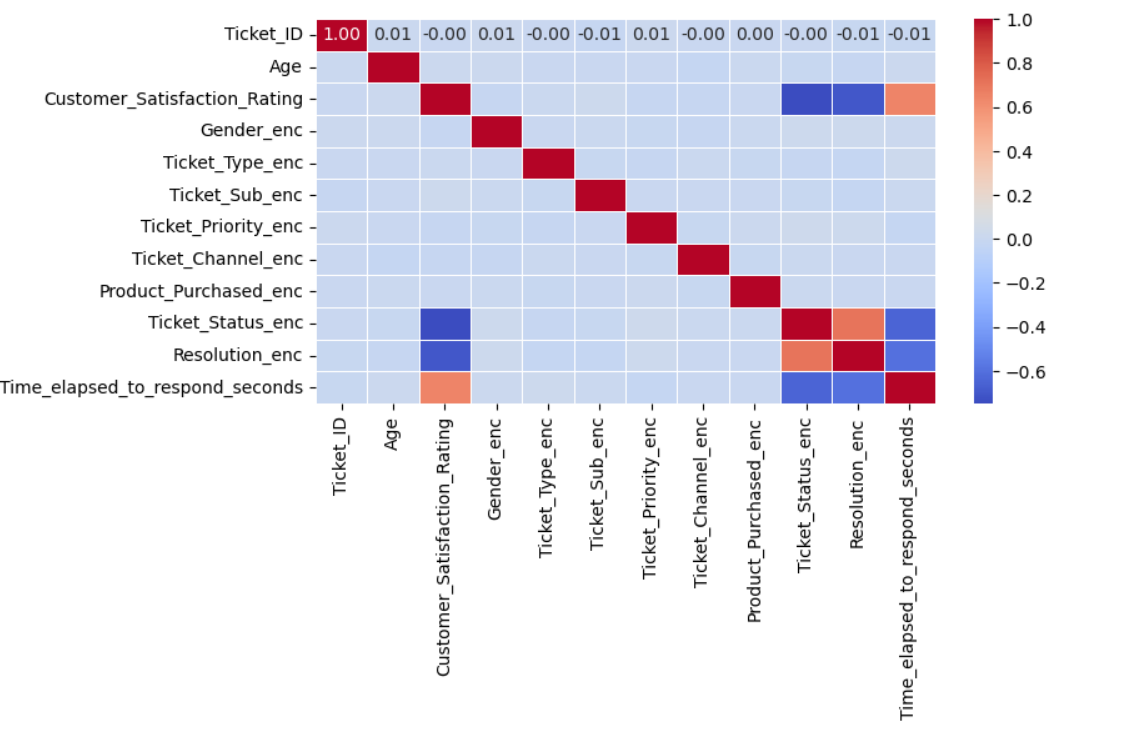 Ticket_ID 1.00 0.01 -0.00 0.01 -0.00 -0.01 0.01 -0.00 0.00 -0.00 -0.01 -0.01
Age
Customer_Satisfaction_Rating
Gender_enc
Ticket_Type_enc
Ticket_Sub_enc
Ticket_Priority_enc
Ticket_Channel_enc
Product_Purchased_enc
Ticket_Status_enc
Resolution_enc
Time_elapsed_to_respond_seconds
Ticket_ID
Age
Customer_Satisfaction_Rating
Gender_enc
Ticket_Type_enc
Ticket_Sub_enc
Ticket_Priority_enc
Ticket_Channel_enc
Product_Purchased_enc
Ticket_Status_enc
Resolution_enc
Time_elapsed_to_respond_seconds
1.0
0.8
0.6
0.4
0.2
0.0
−0.2
−0.4
−0.6